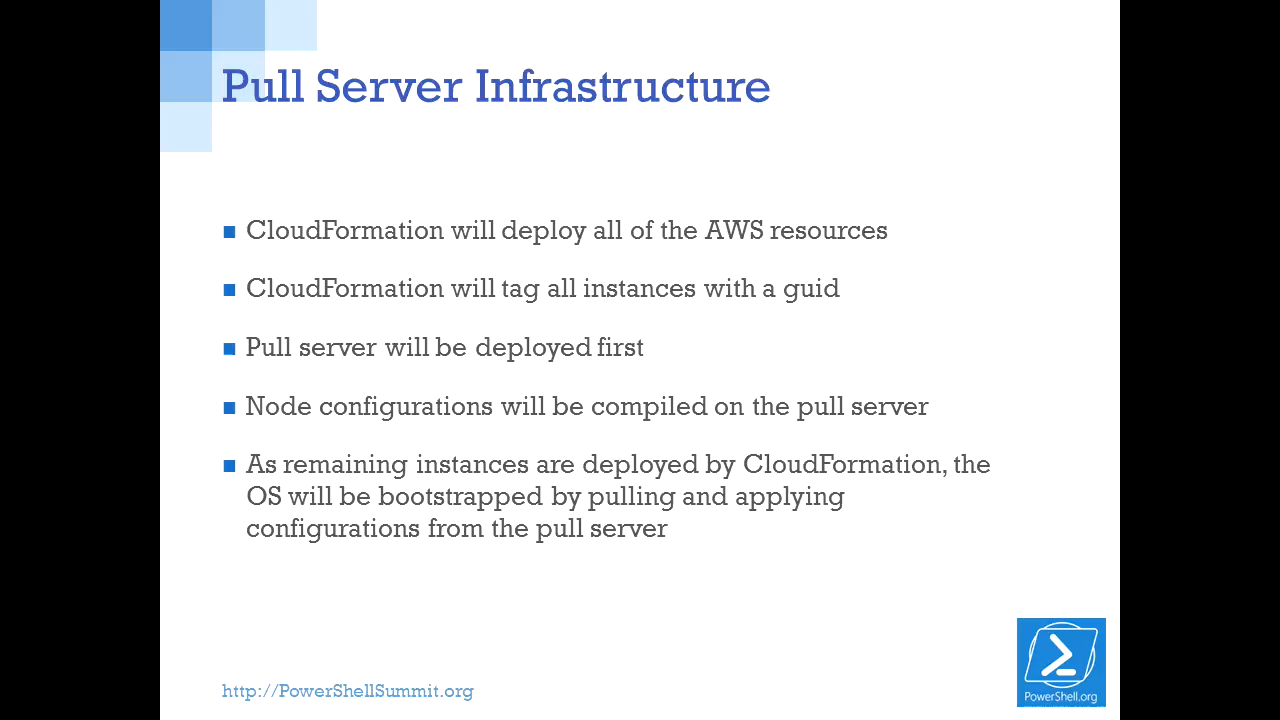 Pull Server Infrastructure
CloudFormation will deploy all of the AWS resources
CloudFormation will tag all instances with a guid
Pull server will be deployed first
Node configurations will be compiled on the pull server
As remaining instances are deployed by CloudFormation, the
OS will be bootstrapped by pulling and applying
configurations from the pull server
http://PowerShellSummit.org
PowerShell.org